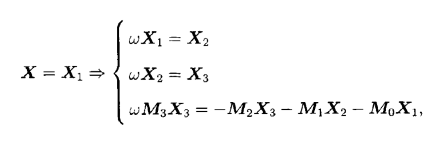 ωX₁ = X₂
X = X₁ ⇒ { ωX₂ = X₃
ωM₃X₃ = −M₂X₃ − M₁X₂ − M₀X₁,